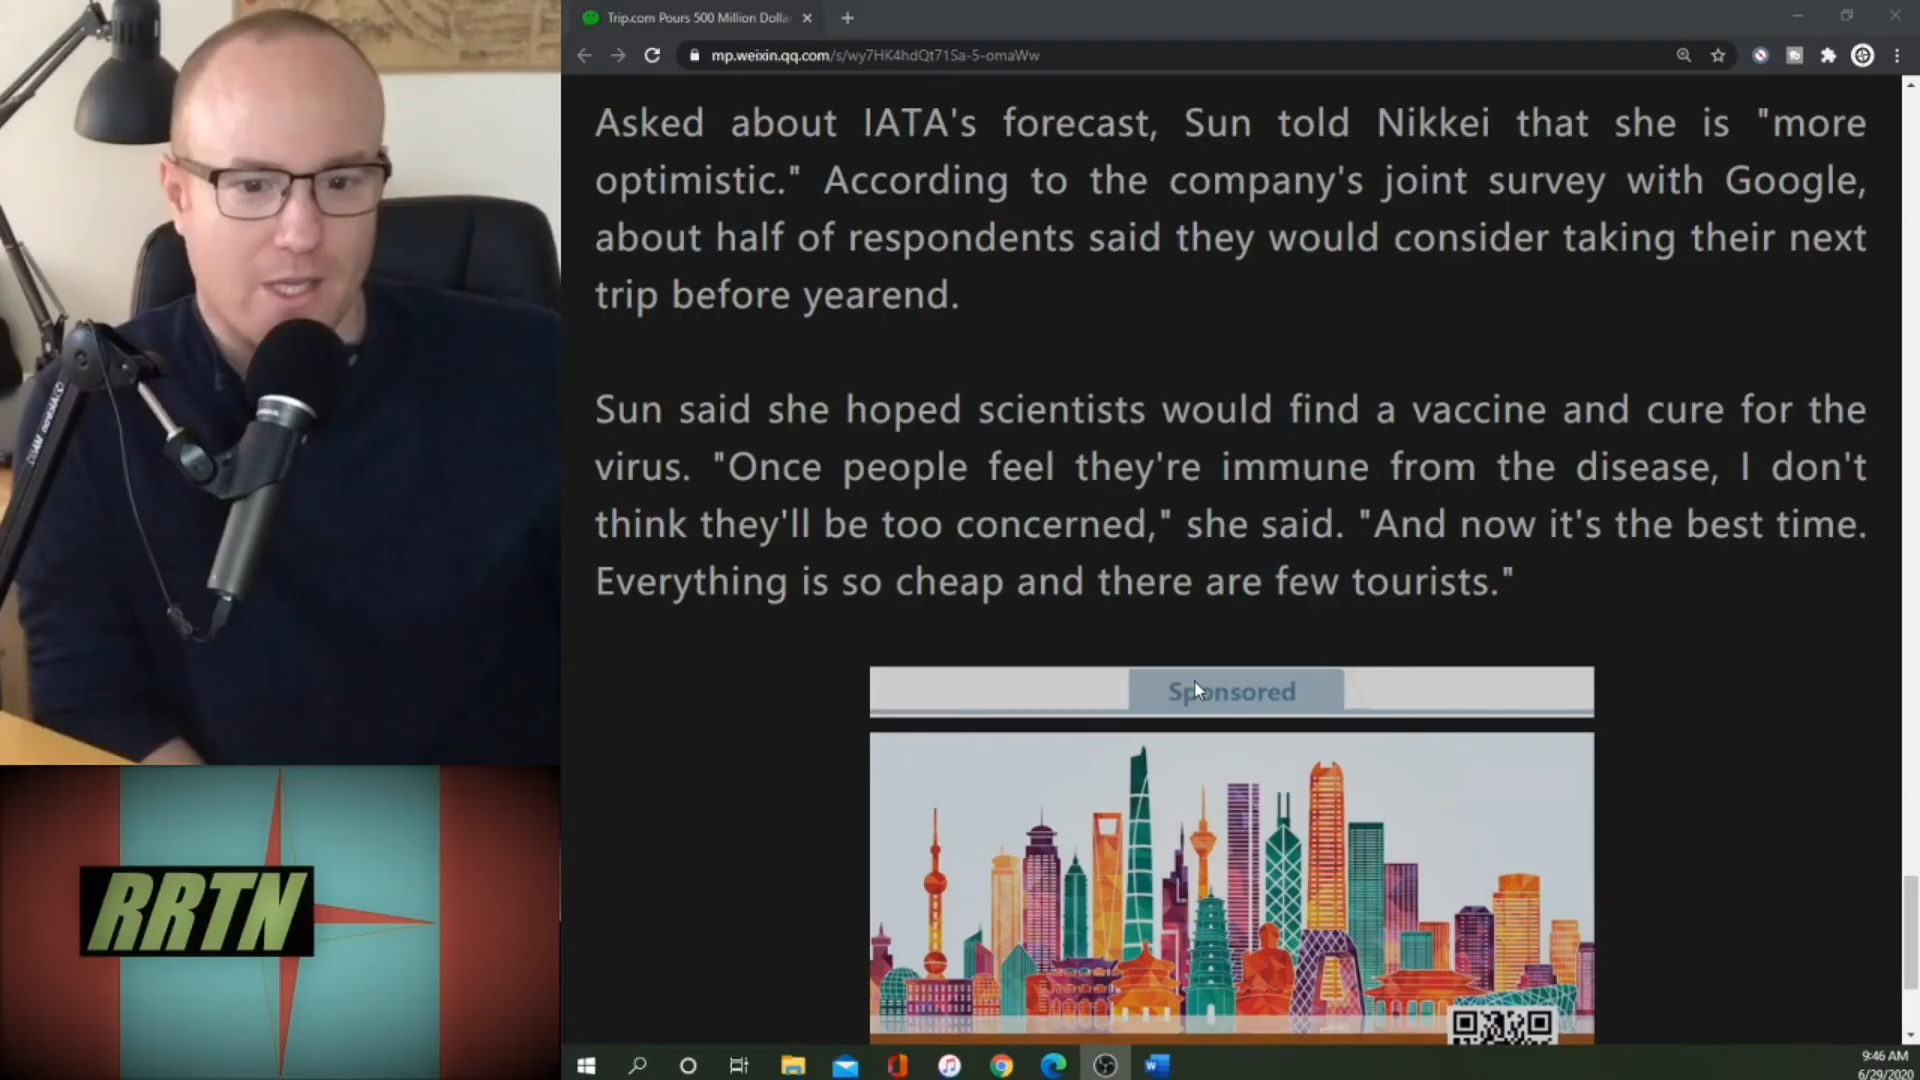 Trip.com Pours 500 Million Dolla
mp.weixin.qq.com/s/wy7HK4hdQt71Sa-5-omaWw
Asked about IATA's forecast, Sun told Nikkei that she is "more
optimistic." According to the company's joint survey with Google,
about half of respondents said they would consider taking their next
trip before yearend.
Sun said she hoped scientists would find a vaccine and cure for the
virus. "Once people feel they're immune from the disease, I don't
think they'll be too concerned," she said. "And now it's the best time.
Everything is so cheap and there are few tourists."
Sponsored
RRTN
9:46 AM
6/29/2020